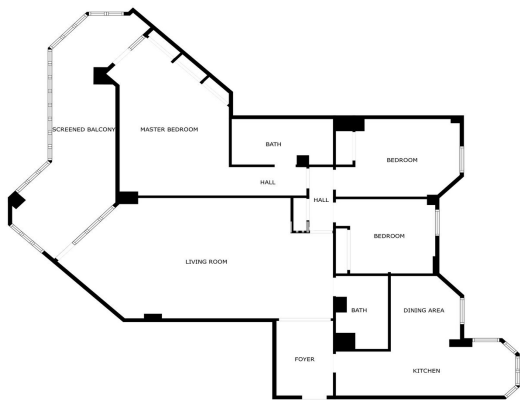 SCREENED BALCONY
MASTER BEDROOM
BATH
BEDROOM
HALL
HALL
BEDROOM
LIVING ROOM
BATH
DINING AREA
FOYER
KITCHEN